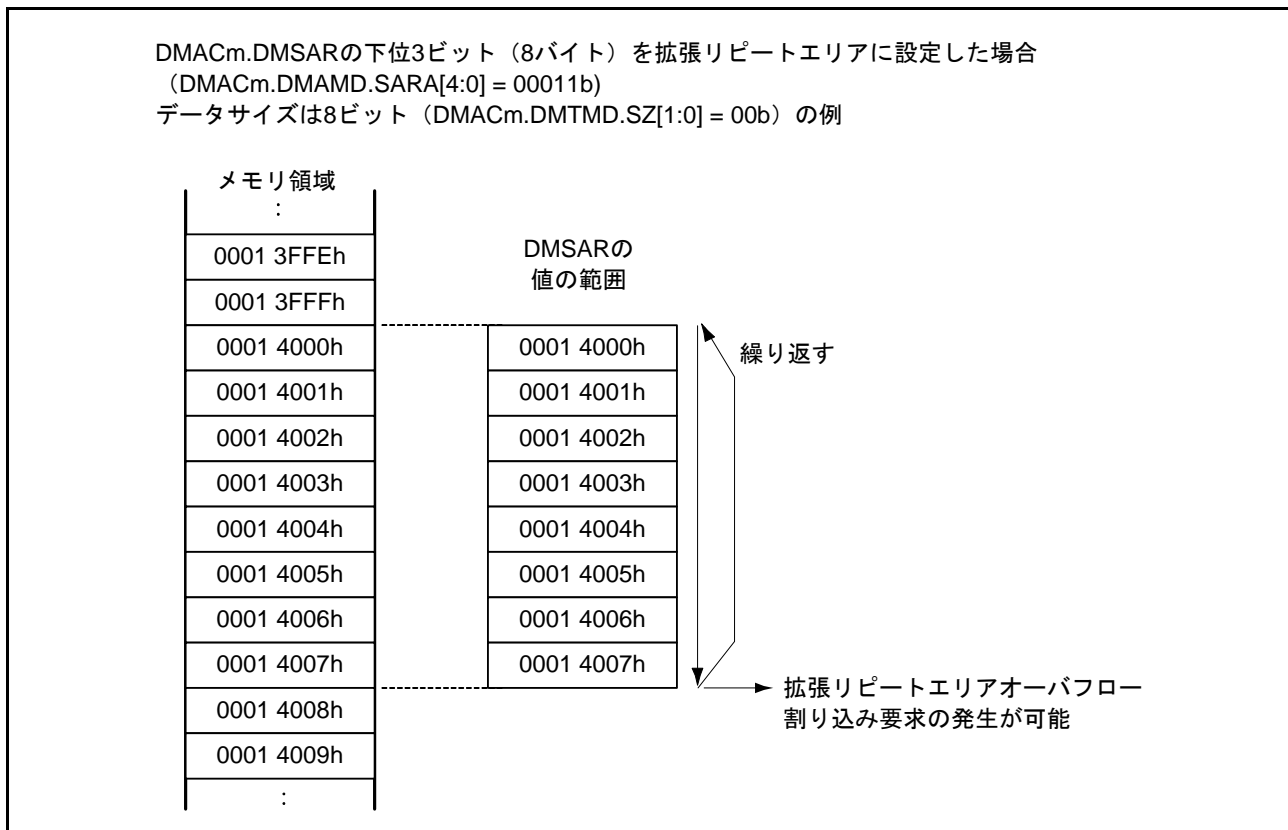 DMACm.DMSARの下位3ビット（8バイト）を拡張リピートエリアに設定した場合
（DMACm.DMAMD.SARA[4:0] = 00011b)
データサイズは8ビット（DMACm.DMTMD.SZ[1:0] = 00b）の例
メモリ領域
:
0001 3FFEh
0001 3FFFh
0001 4000h
0001 4001h
0001 4002h
0001 4003h
0001 4004h
0001 4005h
0001 4006h
0001 4007h
0001 4008h
0001 4009h
:
DMSARの
値の範囲
0001 4000h
0001 4001h
0001 4002h
0001 4003h
0001 4004h
0001 4005h
0001 4006h
0001 4007h
繰り返す
拡張リピートエリアオーバフロー
割り込み要求の発生が可能